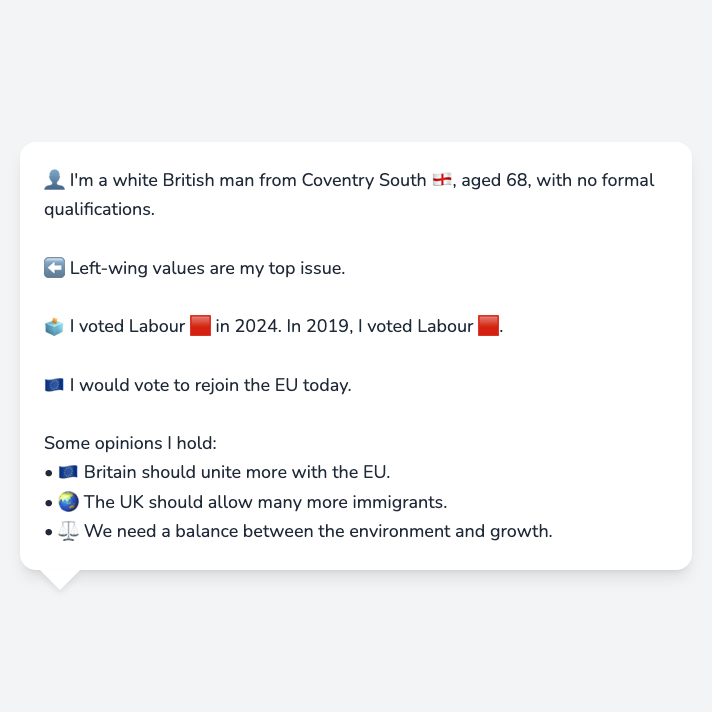 👤 I'm a white British man from Coventry South 🏴󠁧󠁢󠁥󠁮󠁧󠁿, aged 68, with no formal
qualifications.
⬅️ Left-wing values are my top issue.
🗳️ I voted Labour 🟥 in 2024. In 2019, I voted Labour 🟥.
🇪🇺 I would vote to rejoin the EU today.
Some opinions I hold:
• 🇪🇺 Britain should unite more with the EU.
• 🌏 The UK should allow many more immigrants.
• ⚖️ We need a balance between the environment and growth.